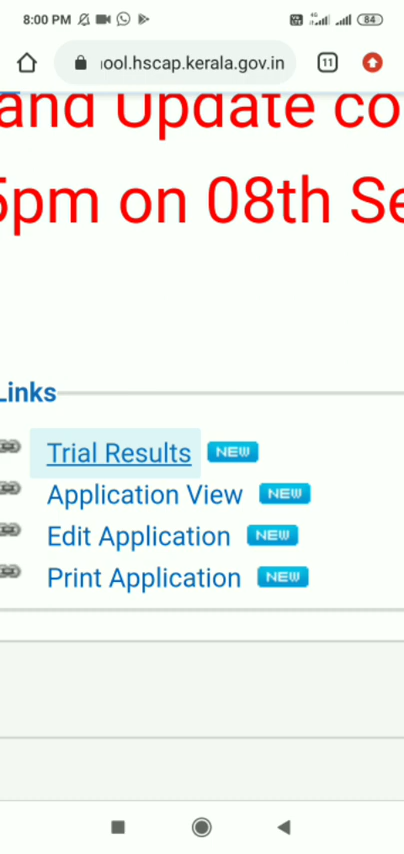 8:00 PM 4G 84
ool.hscap.kerala.gov.in 11
and Update co
5pm on 08th Se
Links
Trial Results NEW
Application View NEW
Edit Application NEW
Print Application NEW